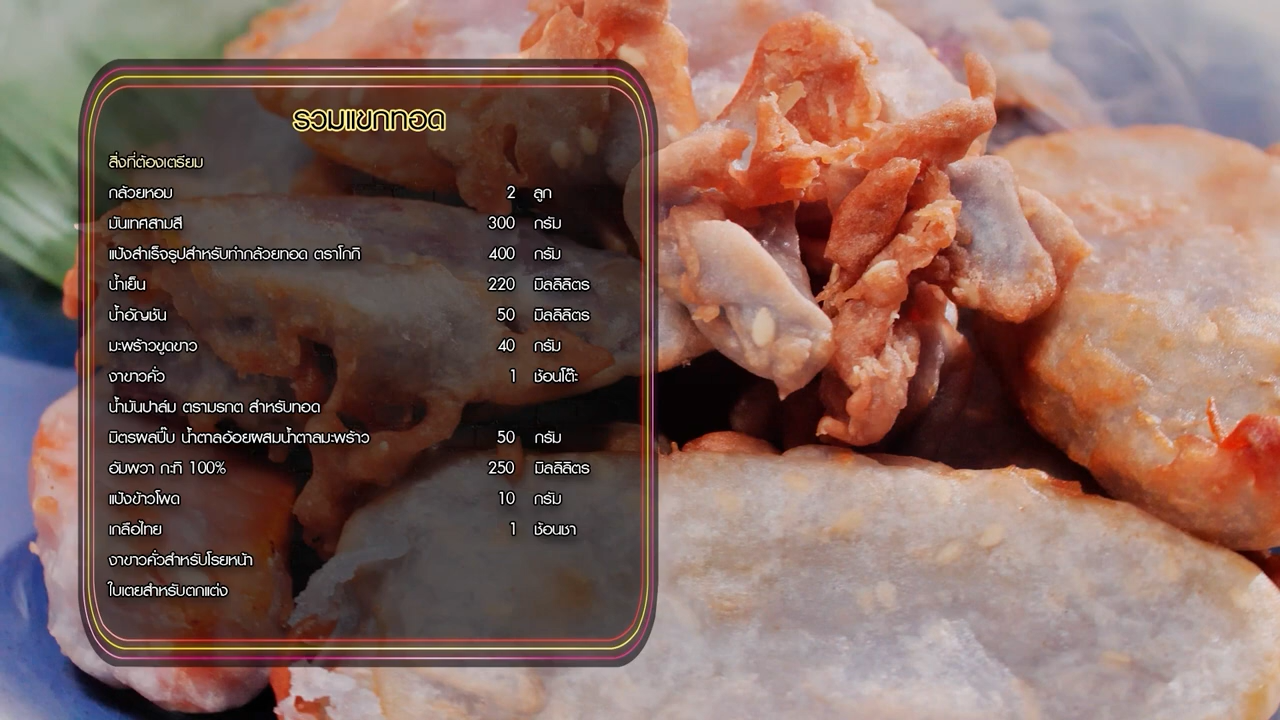 รวมแขกทอด
สิ่งที่ต้องเตรียม
กล้วยหอม 2 ลูก
มันเทศสามสี 300 กรัม
แป้งสำเร็จรูปสำหรับทำกล้วยทอด ตราโกกิ 400 กรัม
น้ำเย็น 220 มิลลิลิตร
น้ำอัญชัน 50 มิลลิลิตร
มะพร้าวขูดขาว 40 กรัม
งาขาวคั่ว 1 ช้อนโต๊ะ
น้ำมันปาล์ม ตรามรกต สำหรับทอด
มิตรผลปี๊บ น้ำตาลอ้อยผสมน้ำตาลมะพร้าว 50 กรัม
อัมพวา กะทิ 100% 250 มิลลิลิตร
แป้งข้าวโพด 10 กรัม
เกลือไทย 1 ช้อนชา
งาขาวคั่วสำหรับโรยหน้า
ใบเตยสำหรับตกแต่ง